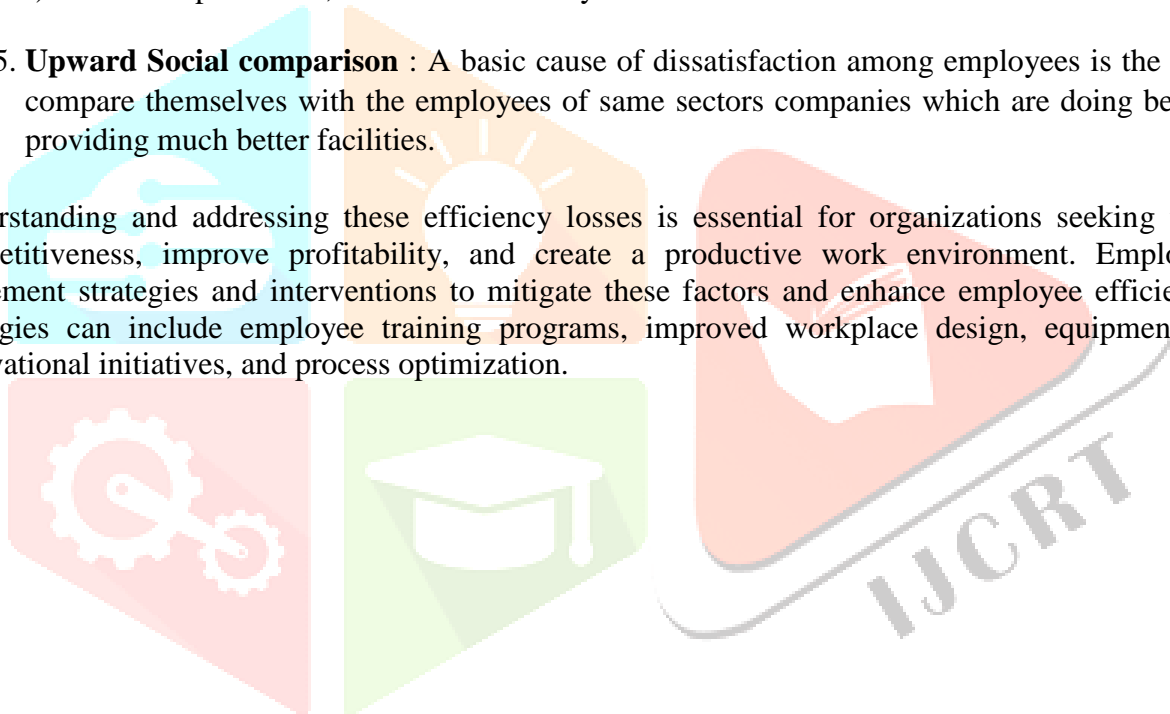 5. Upward Social comparison : A basic cause of dissatisfaction among employees is the
compare themselves with the employees of same sectors companies which are doing be
providing much better facilities.
rstanding and addressing these efficiency losses is essential for organizations seeking
etitiveness, improve profitability, and create a productive work environment. Emplo
ement strategies and interventions to mitigate these factors and enhance employee efficie
gies can include employee training programs, improved workplace design, equipment
vational initiatives, and process optimization.
IJCRT